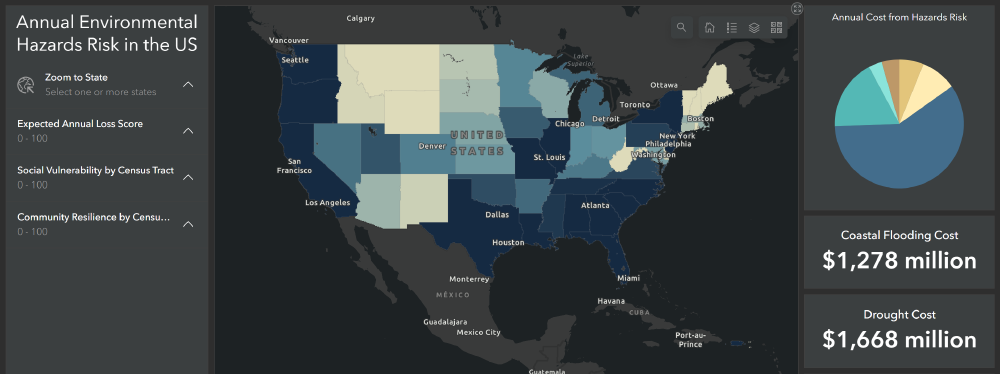 Annual Environmental
Hazards Risk in the US
Zoom to State
Select one or more states
Expected Annual Loss Score
0 - 100
Social Vulnerability by Census Tract
0 - 100
Community Resilience by Censu...
0 - 100
Calgary
Vancouver
Seattle
Lake
Superior
Ottawa
Toronto
Chicago
Detroit
Boston
New York
Philadelphia
Washington
UNITED
STATES
Denver
St. Louis
San
Francisco
Los Angeles
Atlanta
Dallas
Houston
Miami
Monterrey
MÉXICO
Havana
CUBA
Guadalajara
Mexico City
Port-au-
Prince
Guatemala
Annual Cost from Hazards Risk
Coastal Flooding Cost
$1,278 million
Drought Cost
$1,668 million